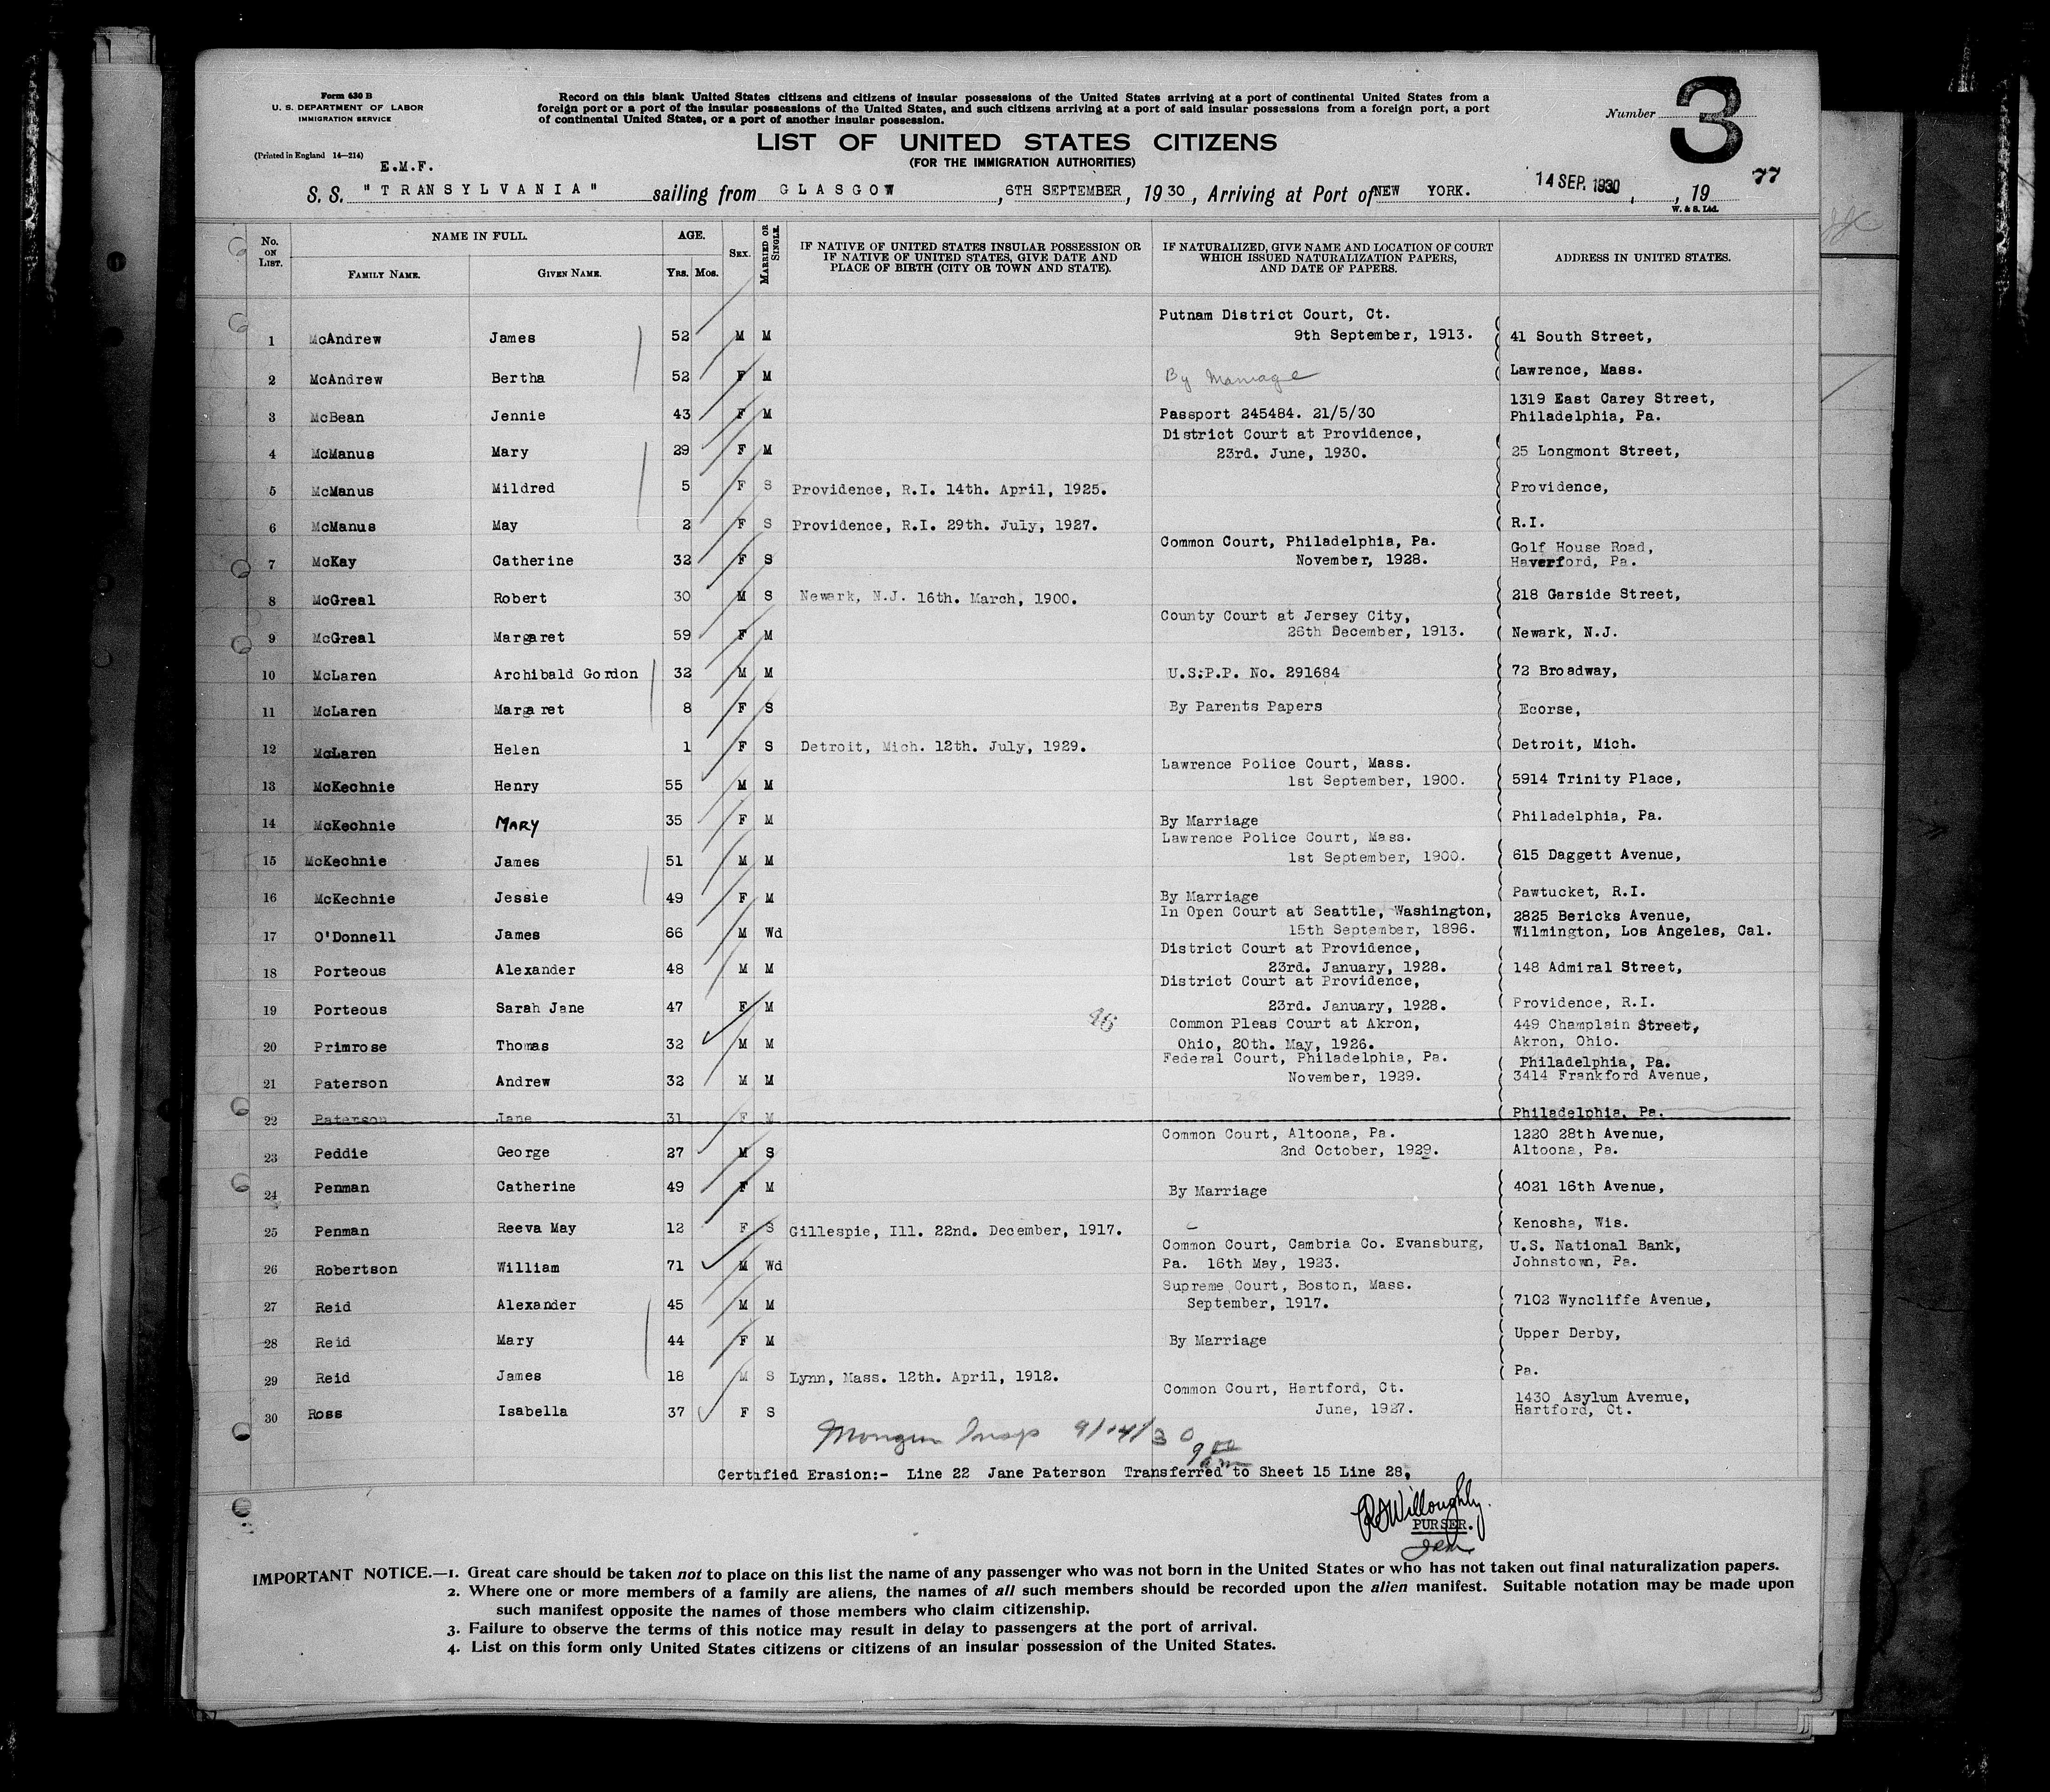 Form 630 B
U. S. DEPARTMENT OF LABOR
IMMIGRATION SERVICE
(Printed in England 14—214)
Record on this blank United States citizens and citizens of insular possessions of the United States arriving at a port of continental United States from a
foreign port or a port of the insular possessions of the United States, and such citizens arriving at a port of said insular possessions from a foreign port, a port
of continental United States, or a port of another insular possession.
Number 3
LIST OF UNITED STATES CITIZENS
(FOR THE IMMIGRATION AUTHORITIES)
E.M.F.
S. S. "TRANSYLVANIA" sailing from GLASGOW, 6TH SEPTEMBER, 1930, Arriving at Port of NEW YORK. 14 SEP. 1930, 19 77
W. & S. Ltd.
No. ON LIST. NAME IN FULL. AGE. SEX. MARRIED OR SINGLE. IF NATIVE OF UNITED STATES INSULAR POSSESSION OR IF NATIVE OF UNITED STATES, GIVE DATE AND PLACE OF BIRTH (CITY OR TOWN AND STATE). IF NATURALIZED, GIVE NAME AND LOCATION OF COURT WHICH ISSUED NATURALIZATION PAPERS, AND DATE OF PAPERS. ADDRESS IN UNITED STATES.
FAMILY NAME. GIVEN NAME. YRS. MOS.
Putnam District Court, Ct.
1 McAndrew James 52 M M 9th September, 1913. 41 South Street,
2 McAndrew Bertha 52 F M By Marriage Lawrence, Mass.
1319 East Carey Street,
3 McBean Jennie 43 F M Passport 245484. 21/5/30 Philadelphia, Pa.
District Court at Providence,
4 McManus Mary 29 F M 23rd. June, 1930. 25 Longmont Street,
5 McManus Mildred 5 F S Providence, R.I. 14th. April, 1925. Providence,
6 McManus May 2 F S Providence, R.I. 29th. July, 1927. R.I.
Common Court, Philadelphia, Pa. Golf House Road,
7 McKay Catherine 32 F S November, 1928. Haverford, Pa.
8 McGreal Robert 30 M S Newark, N.J. 16th. March, 1900. 218 Garside Street,
County Court at Jersey City,
9 McGreal Margaret 59 F M 26th December, 1913. Newark, N.J.
10 McLaren Archibald Gordon 32 M M U.S.P.P. No. 291684 72 Broadway,
11 McLaren Margaret 8 F S By Parents Papers Ecorse,
12 McLaren Helen 1 F S Detroit, Mich. 12th. July, 1929. Detroit, Mich.
Lawrence Police Court, Mass.
13 McKechnie Henry 55 M M 1st September, 1900. 5914 Trinity Place,
14 McKechnie MARY 35 F M By Marriage Philadelphia, Pa.
Lawrence Police Court, Mass.
15 McKechnie James 51 M M 1st September, 1900. 615 Daggett Avenue,
16 McKechnie Jessie 49 F M By Marriage Pawtucket, R.I.
In Open Court at Seattle, Washington, 2825 Bericks Avenue,
17 O'Donnell James 66 M Wd 15th September, 1896. Wilmington, Los Angeles, Cal.
District Court at Providence,
18 Porteous Alexander 48 M M 23rd. January, 1928. 148 Admiral Street,
District Court at Providence,
19 Porteous Sarah Jane 47 F M 23rd. January, 1928. Providence, R.I.
46 Common Pleas Court at Akron, 449 Champlain Street,
20 Primrose Thomas 32 M M Ohio, 20th. May, 1926. Akron, Ohio.
Federal Court, Philadelphia, Pa. Philadelphia, Pa.
21 Paterson Andrew 32 M M November, 1929. 3414 Frankford Avenue,
22 Paterson Jane 31 F M Philadelphia, Pa.
Common Court, Altoona, Pa. 1220 28th Avenue,
23 Peddie George 27 M S 2nd October, 1929. Altoona, Pa.
24 Penman Catherine 49 F M By Marriage 4021 16th Avenue,
25 Penman Reeva May 12 F S Gillespie, Ill. 22nd. December, 1917. Kenosha, Wis.
Common Court, Cambria Co. Evansburg, U.S. National Bank,
26 Robertson William 71 M Wd Pa. 16th May, 1923. Johnstown, Pa.
Supreme Court, Boston, Mass.
27 Reid Alexander 45 M M September, 1917. 7102 Wyncliffe Avenue,
28 Reid Mary 44 F M By Marriage Upper Derby,
29 Reid James 18 M S Lynn, Mass. 12th. April, 1912. Pa.
Common Court, Hartford, Ct. 1430 Asylum Avenue,
30 Ross Isabella 37 F S June, 1927. Hartford, Ct.
Insp 9/14/30
Certified Erasion:- Line 22 Jane Paterson Transferred to Sheet 15 Line 28,
RSWilloughly.
PURSER.
IMPORTANT NOTICE.—1. Great care should be taken not to place on this list the name of any passenger who was not born in the United States or who has not taken out final naturalization papers.
2. Where one or more members of a family are aliens, the names of all such members should be recorded upon the alien manifest. Suitable notation may be made upon
such manifest opposite the names of those members who claim citizenship.
3. Failure to observe the terms of this notice may result in delay to passengers at the port of arrival.
4. List on this form only United States citizens or citizens of an insular possession of the United States.